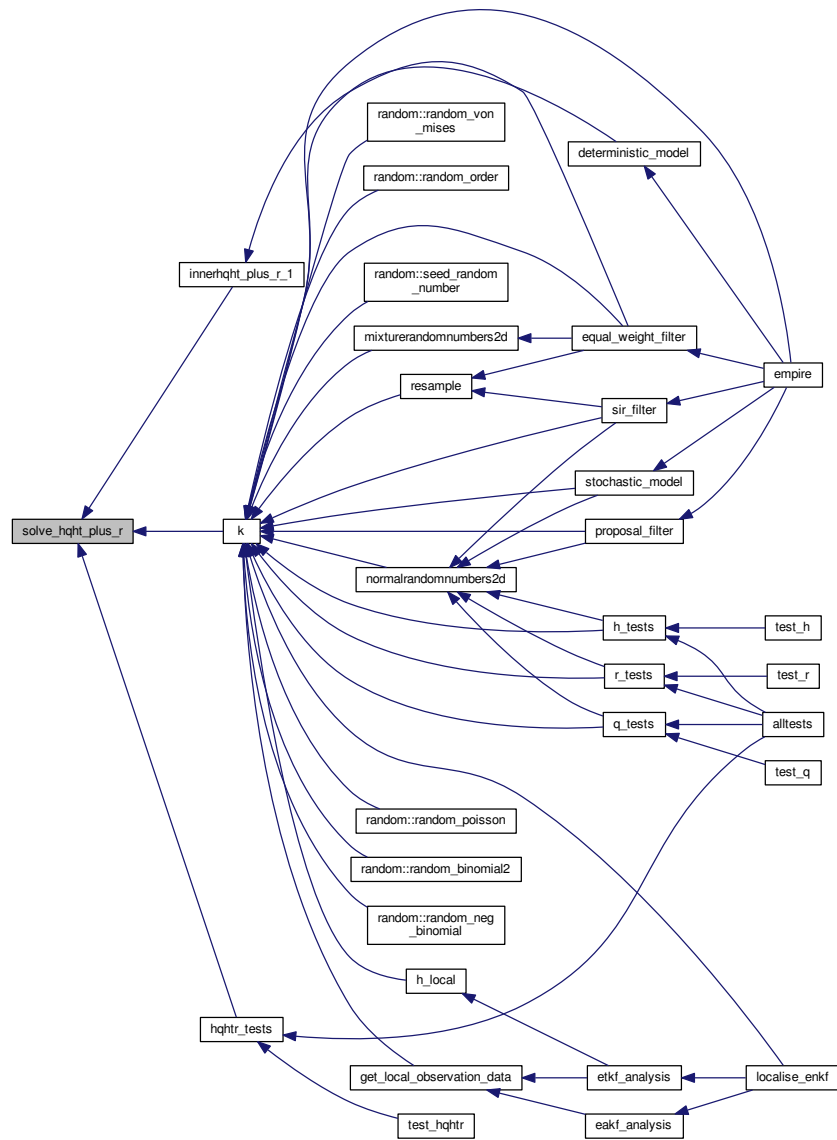 random::random_von
_mises
deterministic_model
random::random_order
innerhqht_plus_r_1
random::seed_random
_number
mixturerandomnumbers2d
equal_weight_filter
resample
empire
sir_filter
stochastic_model
solve_hqht_plus_r
k
proposal_filter
normalrandomnumbers2d
h_tests
test_h
r_tests
test_r
q_tests
alltests
test_q
random::random_poisson
random::random_binomial2
random::random_neg
_binomial
h_local
hqhtr_tests
get_local_observation_data
etkf_analysis
localise_enkf
test_hqhtr
eakf_analysis